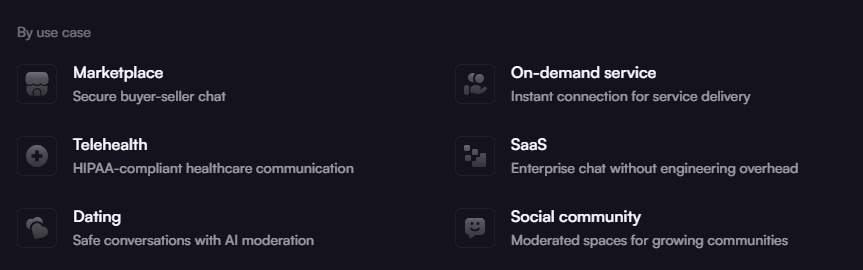 By use case
Marketplace
Secure buyer-seller chat
On-demand service
Instant connection for service delivery
Telehealth
HIPAA-compliant healthcare communication
SaaS
Enterprise chat without engineering overhead
Dating
Safe conversations with AI moderation
Social community
Moderated spaces for growing communities